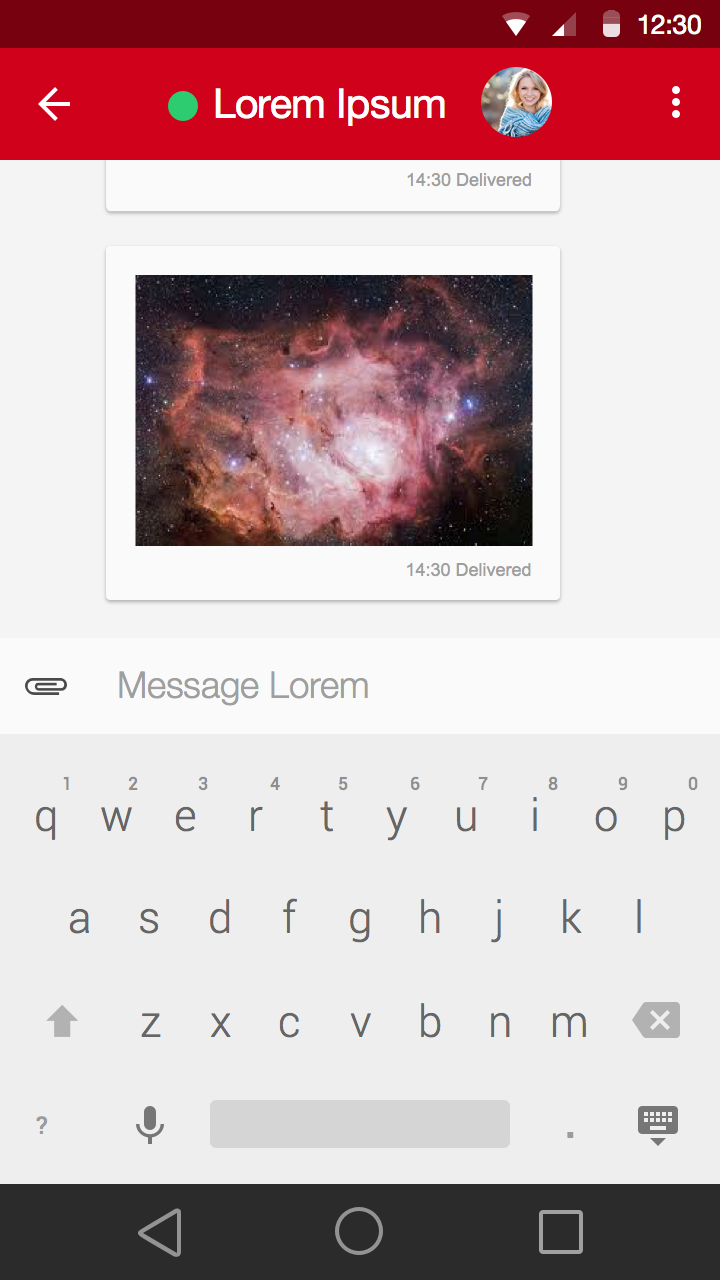 12:30
Lorem Ipsum
14:30 Delivered
14:30 Delivered
Message Lorem
1 2 3 4 5 6 7 8 9 0
q w e r t y u i o p
a s d f g h j k l
z x c v b n m
? .